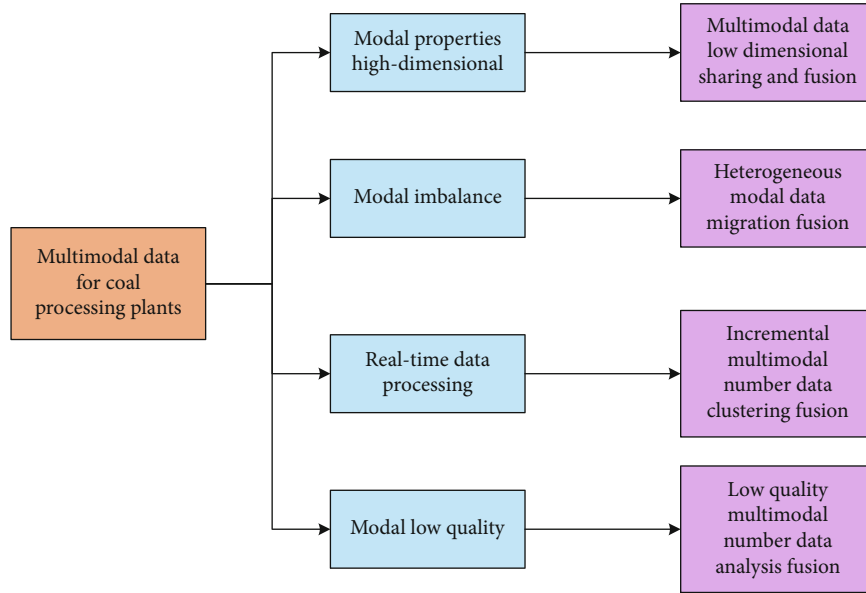 Modal properties
high-dimensional
Multimodal data
low dimensional
sharing and fusion
Modal imbalance
Heterogeneous
modal data
migration fusion
Multimodal data
for coal
processing plants
Real-time data
processing
Incremental
multimodal
number data
clustering fusion
Modal low quality
Low quality
multimodal
number data
analysis fusion